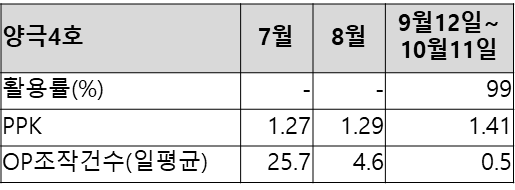 양극4호 7월 8월 9월12일~
10월11일
활용률(%) - - 99
PPK 1.27 1.29 1.41
OP조작건수(일평균) 25.7 4.6 0.5